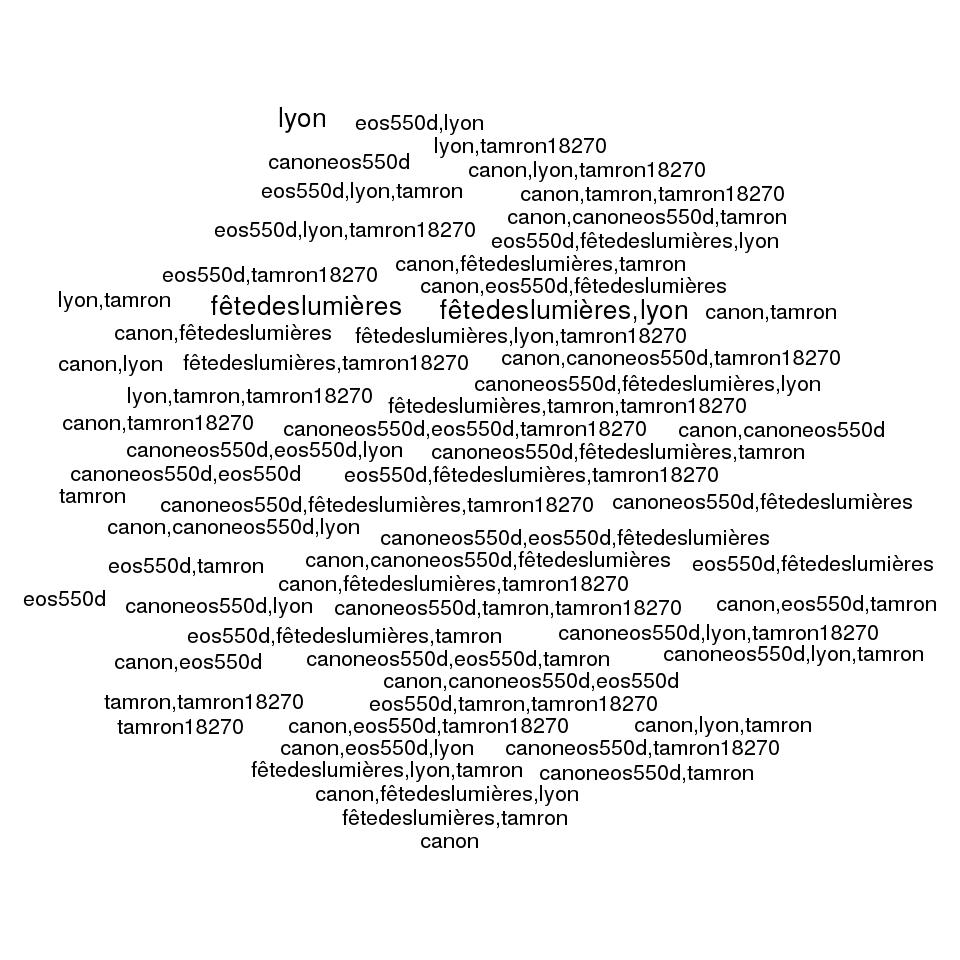 lyon
eos550d,lyon
lyon,tamron18270
canoneos550d
canon,lyon,tamron18270
eos550d,lyon,tamron
canon,tamron,tamron18270
canon,canoneos550d,tamron
eos550d,lyon,tamron18270
eos550d,fêtedeslumières,lyon
canon,fêtedeslumières,tamron
eos550d,tamron18270
canon,eos550d,fêtedeslumières
lyon,tamron
fêtedeslumières
fêtedeslumières,lyon
canon,tamron
canon,fêtedeslumières
fêtedeslumières,lyon,tamron18270
canon,lyon
fêtedeslumières,tamron18270
canon,canoneos550d,tamron18270
canoneos550d,fêtedeslumières,lyon
lyon,tamron,tamron18270
fêtedeslumières,tamron,tamron18270
canon,tamron18270
canoneos550d,eos550d,tamron18270
canon,canoneos550d
canoneos550d,eos550d,lyon
canoneos550d,fêtedeslumières,tamron
canoneos550d,eos550d
eos550d,fêtedeslumières,tamron18270
tamron
canoneos550d,fêtedeslumières,tamron18270
canoneos550d,fêtedeslumières
canon,canoneos550d,lyon
canoneos550d,eos550d,fêtedeslumières
eos550d,tamron
canon,canoneos550d,fêtedeslumières
eos550d,fêtedeslumières
canon,fêtedeslumières,tamron18270
eos550d
canoneos550d,lyon
canoneos550d,tamron,tamron18270
canon,eos550d,tamron
eos550d,fêtedeslumières,tamron
canoneos550d,lyon,tamron18270
canon,eos550d
canoneos550d,eos550d,tamron
canoneos550d,lyon,tamron
canon,canoneos550d,eos550d
tamron,tamron18270
eos550d,tamron,tamron18270
tamron18270
canon,eos550d,tamron18270
canon,lyon,tamron
canon,eos550d,lyon
canoneos550d,tamron18270
fêtedeslumières,lyon,tamron
canoneos550d,tamron
canon,fêtedeslumières,lyon
fêtedeslumières,tamron
canon